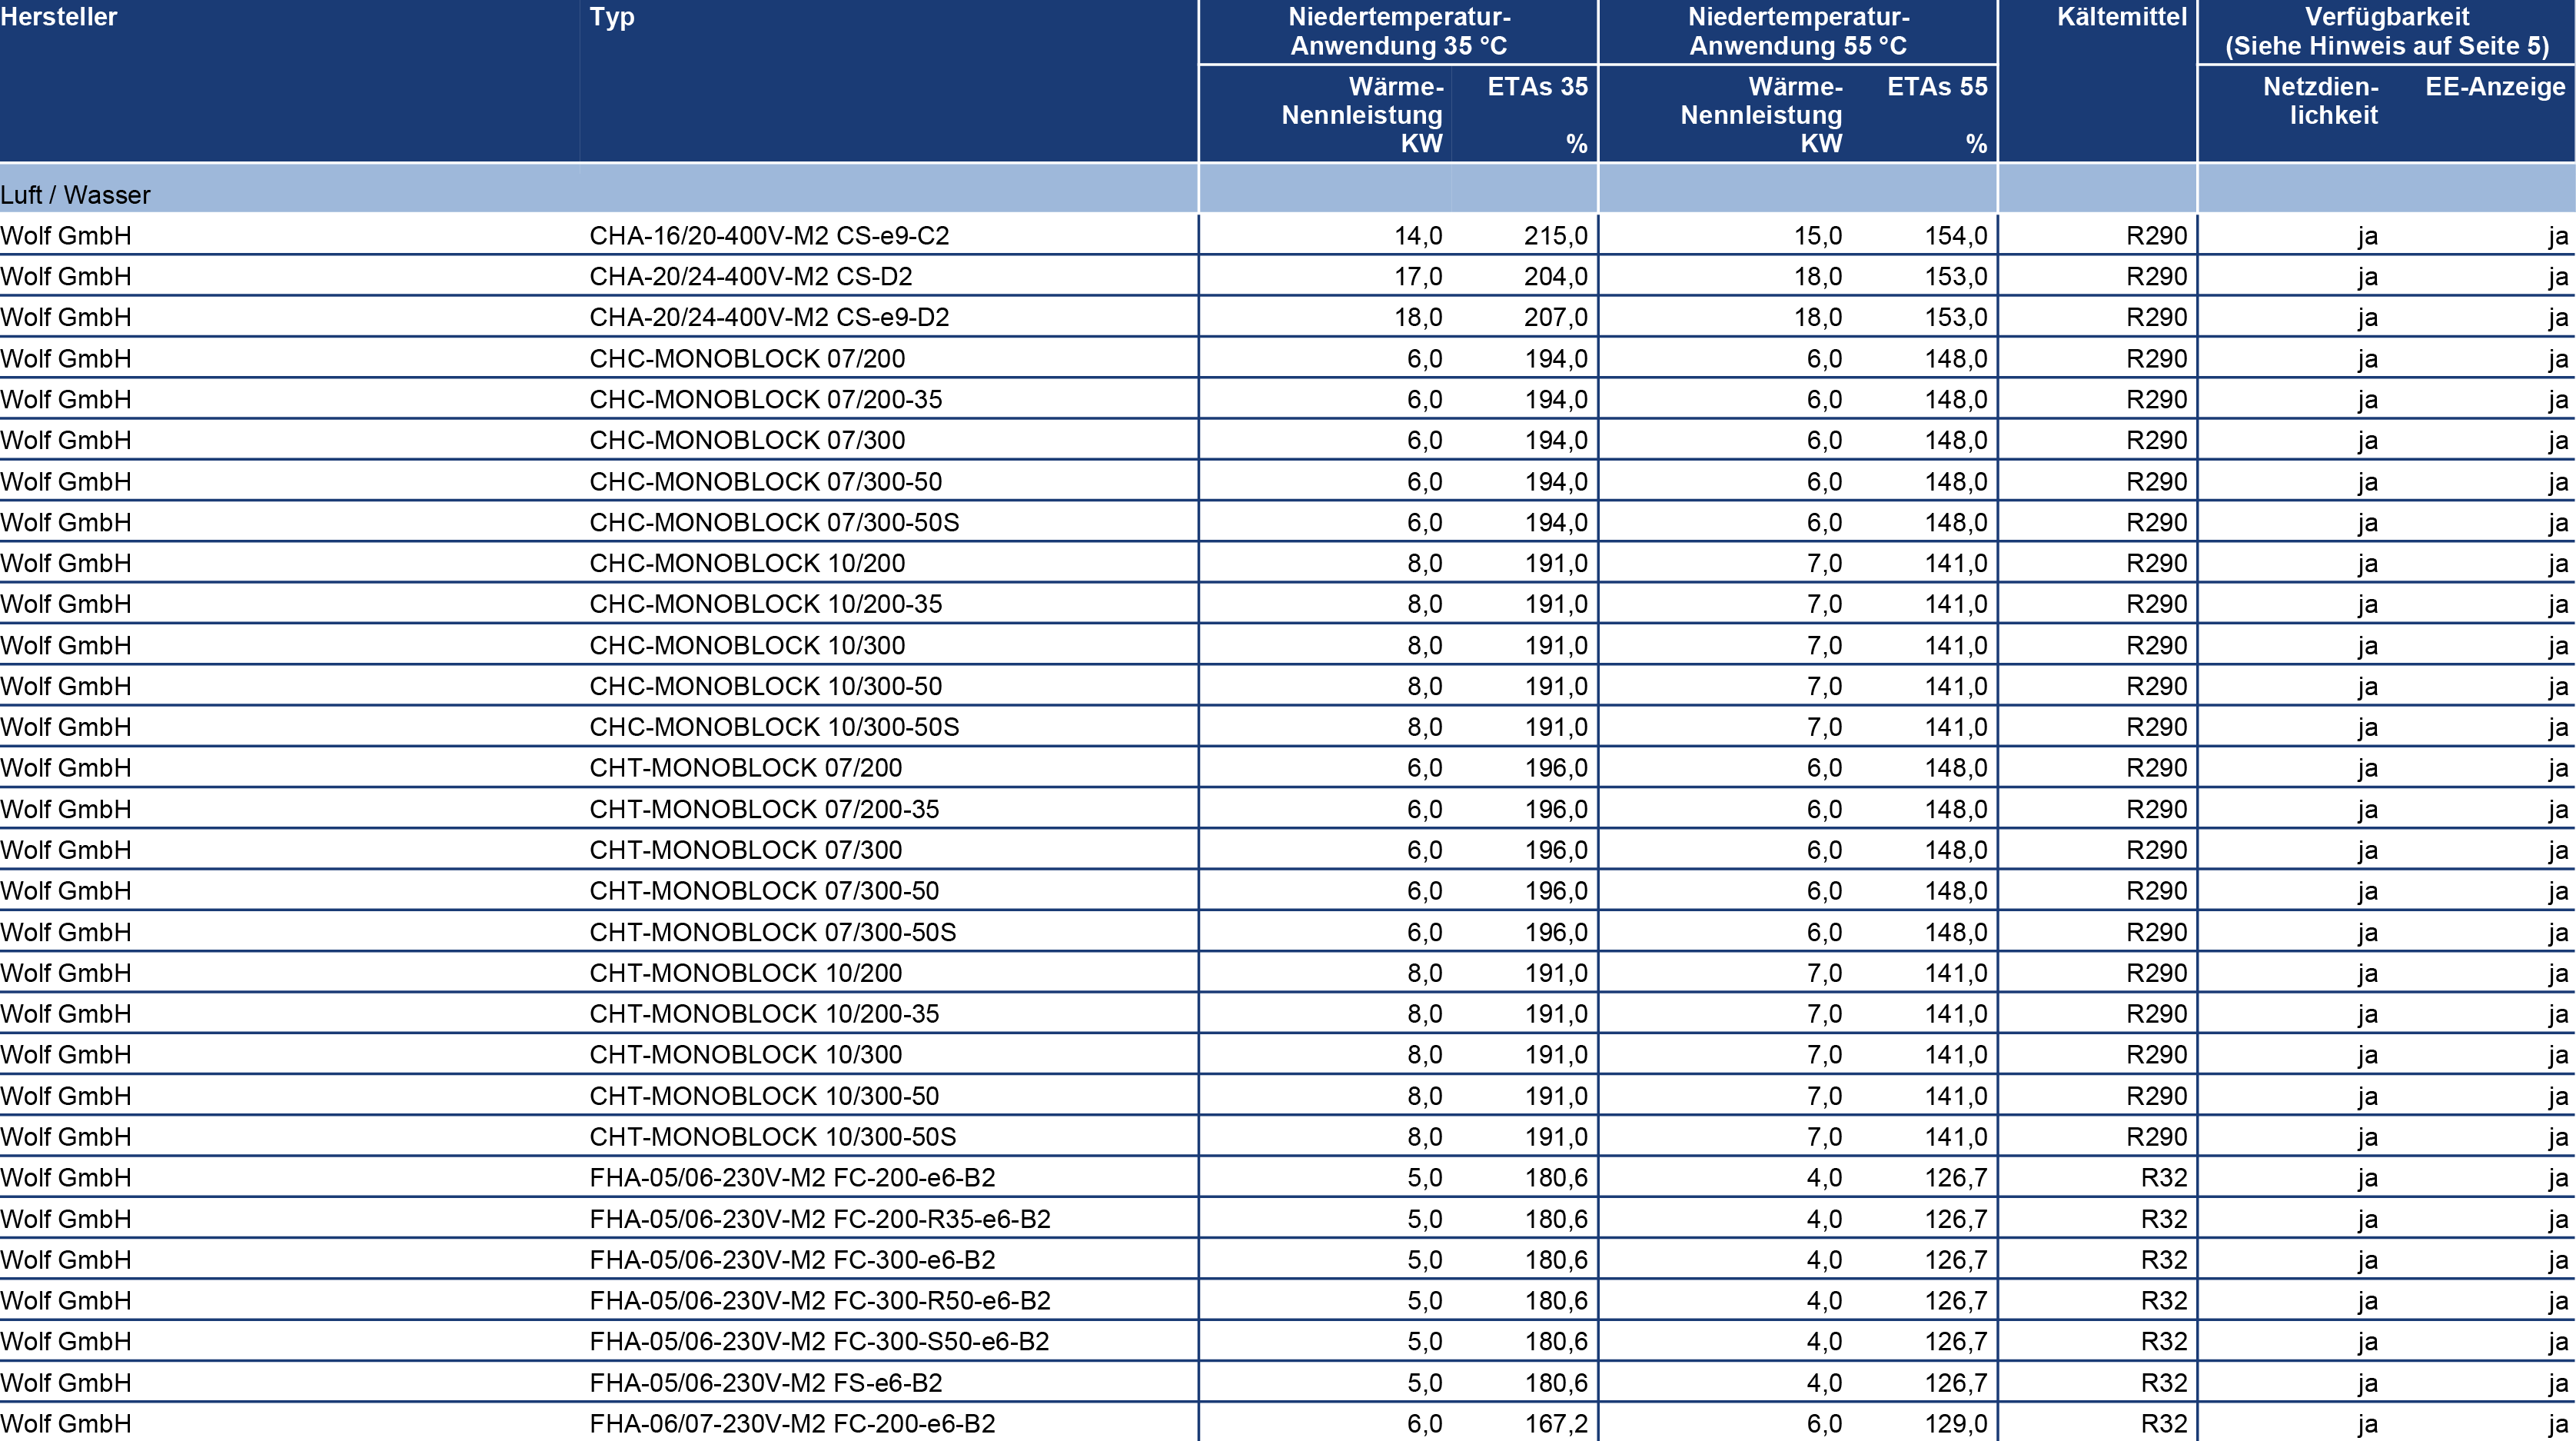 Hersteller Typ Niedertemperatur- Niedertemperatur- Kältemittel Verfügbarkeit
Anwendung 35 °C Anwendung 55 °C (Siehe Hinweis auf Seite 5)
Wärme- ETAs 35 Wärme- ETAs 55 Netzdien- EE-Anzeige
Nennleistung Nennleistung lichkeit
KW % KW %
Luft / Wasser
Wolf GmbH CHA-16/20-400V-M2 CS-e9-C2 14,0 215,0 15,0 154,0 R290 ja ja
Wolf GmbH CHA-20/24-400V-M2 CS-D2 17,0 204,0 18,0 153,0 R290 ja ja
Wolf GmbH CHA-20/24-400V-M2 CS-e9-D2 18,0 207,0 18,0 153,0 R290 ja ja
Wolf GmbH CHC-MONOBLOCK 07/200 6,0 194,0 6,0 148,0 R290 ja ja
Wolf GmbH CHC-MONOBLOCK 07/200-35 6,0 194,0 6,0 148,0 R290 ja ja
Wolf GmbH CHC-MONOBLOCK 07/300 6,0 194,0 6,0 148,0 R290 ja ja
Wolf GmbH CHC-MONOBLOCK 07/300-50 6,0 194,0 6,0 148,0 R290 ja ja
Wolf GmbH CHC-MONOBLOCK 07/300-50S 6,0 194,0 6,0 148,0 R290 ja ja
Wolf GmbH CHC-MONOBLOCK 10/200 8,0 191,0 7,0 141,0 R290 ja ja
Wolf GmbH CHC-MONOBLOCK 10/200-35 8,0 191,0 7,0 141,0 R290 ja ja
Wolf GmbH CHC-MONOBLOCK 10/300 8,0 191,0 7,0 141,0 R290 ja ja
Wolf GmbH CHC-MONOBLOCK 10/300-50 8,0 191,0 7,0 141,0 R290 ja ja
Wolf GmbH CHC-MONOBLOCK 10/300-50S 8,0 191,0 7,0 141,0 R290 ja ja
Wolf GmbH CHT-MONOBLOCK 07/200 6,0 196,0 6,0 148,0 R290 ja ja
Wolf GmbH CHT-MONOBLOCK 07/200-35 6,0 196,0 6,0 148,0 R290 ja ja
Wolf GmbH CHT-MONOBLOCK 07/300 6,0 196,0 6,0 148,0 R290 ja ja
Wolf GmbH CHT-MONOBLOCK 07/300-50 6,0 196,0 6,0 148,0 R290 ja ja
Wolf GmbH CHT-MONOBLOCK 07/300-50S 6,0 196,0 6,0 148,0 R290 ja ja
Wolf GmbH CHT-MONOBLOCK 10/200 8,0 191,0 7,0 141,0 R290 ja ja
Wolf GmbH CHT-MONOBLOCK 10/200-35 8,0 191,0 7,0 141,0 R290 ja ja
Wolf GmbH CHT-MONOBLOCK 10/300 8,0 191,0 7,0 141,0 R290 ja ja
Wolf GmbH CHT-MONOBLOCK 10/300-50 8,0 191,0 7,0 141,0 R290 ja ja
Wolf GmbH CHT-MONOBLOCK 10/300-50S 8,0 191,0 7,0 141,0 R290 ja ja
Wolf GmbH FHA-05/06-230V-M2 FC-200-e6-B2 5,0 180,6 4,0 126,7 R32 ja ja
Wolf GmbH FHA-05/06-230V-M2 FC-200-R35-e6-B2 5,0 180,6 4,0 126,7 R32 ja ja
Wolf GmbH FHA-05/06-230V-M2 FC-300-e6-B2 5,0 180,6 4,0 126,7 R32 ja ja
Wolf GmbH FHA-05/06-230V-M2 FC-300-R50-e6-B2 5,0 180,6 4,0 126,7 R32 ja ja
Wolf GmbH FHA-05/06-230V-M2 FC-300-S50-e6-B2 5,0 180,6 4,0 126,7 R32 ja ja
Wolf GmbH FHA-05/06-230V-M2 FS-e6-B2 5,0 180,6 4,0 126,7 R32 ja ja
Wolf GmbH FHA-06/07-230V-M2 FC-200-e6-B2 6,0 167,2 6,0 129,0 R32 ja ja